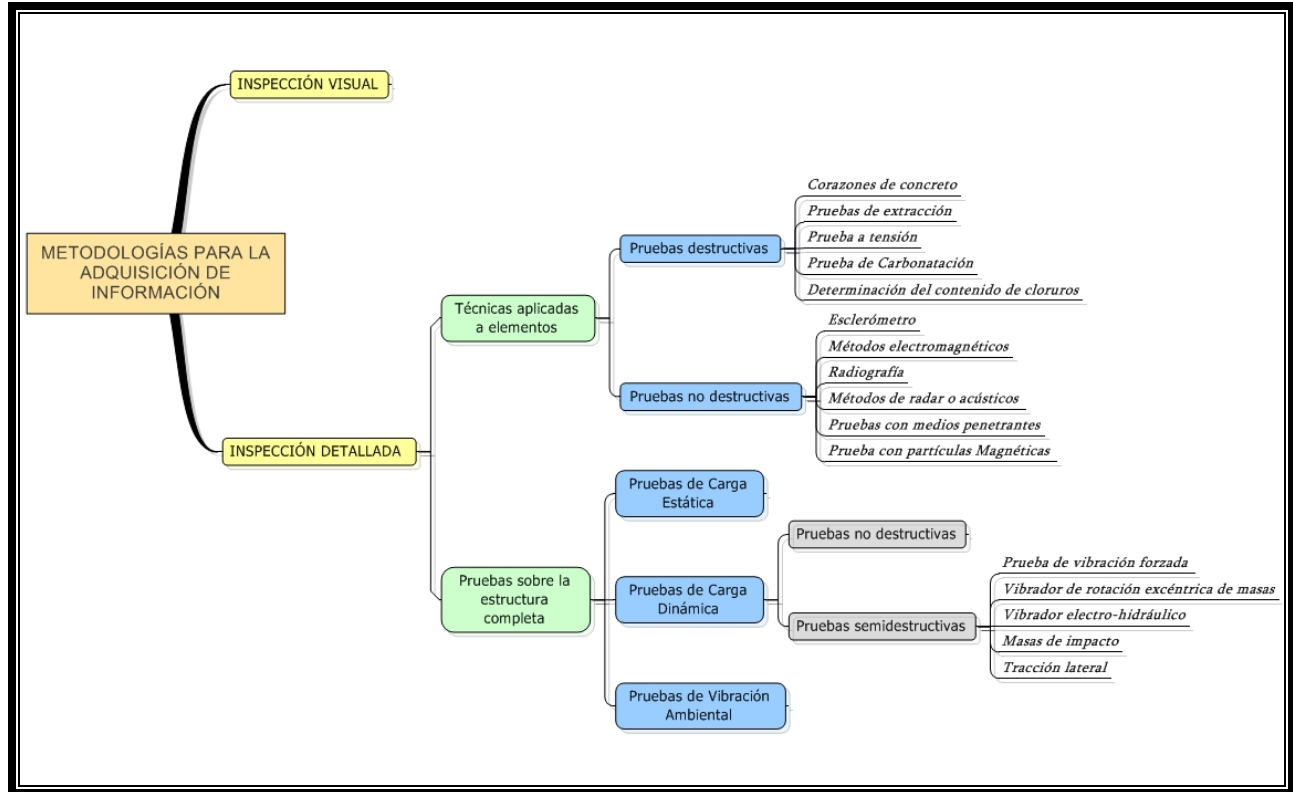 INSPECCIÓN VISUAL
METODOLOGÍAS PARA LA
ADQUISICIÓN DE
INFORMACIÓN
INSPECCIÓN DETALLADA
Técnicas aplicadas
a elementos
Pruebas destructivas
Corazones de concreto
Pruebas de extracción
Prueba a tensión
Prueba de Carbonatación
Determinación del contenido de cloruros
Pruebas no destructivas
Esclerómetro
Métodos electromagnéticos
Radiografía
Métodos de radar o acústicos
Pruebas con medios penetrantes
Prueba con partículas Magnéticas
Pruebas sobre la
estructura
completa
Pruebas de Carga
Estática
Pruebas de Carga
Dinámica
Pruebas no destructivas
Pruebas semidestructivas
Prueba de vibración forzada
Vibrador de rotación excéntrica de masas
Vibrador electro-hidráulico
Masas de impacto
Tracción lateral
Pruebas de Vibración
Ambiental